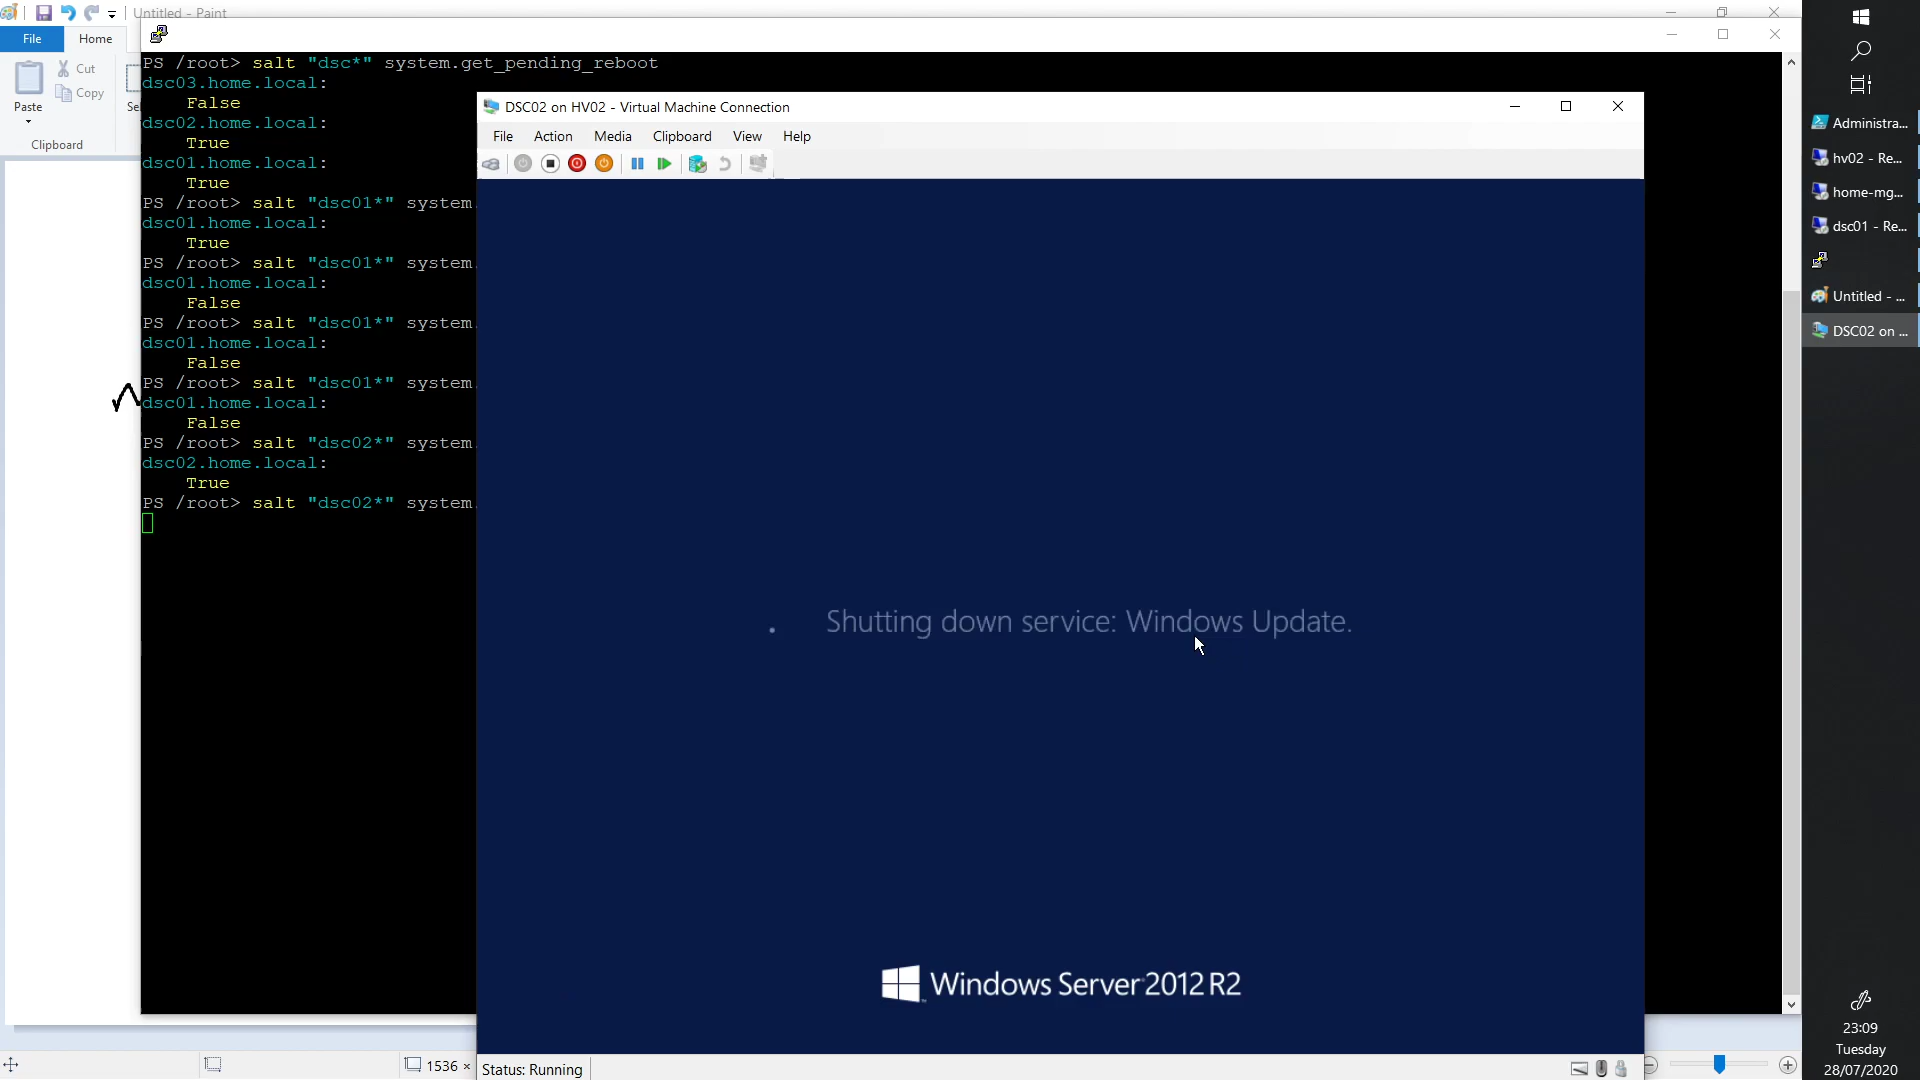 Untitled - Paint
File
Home
Paste
Cut
Copy
Sel
Clipboard
PS /root> salt "dsc*" system.get_pending_reboot
dsc03.home.local:
False
dsc02.home.local:
True
dsc01.home.local:
True
PS /root> salt "dsc01*" system.
dsc01.home.local:
True
PS /root> salt "dsc01*" system.
dsc01.home.local:
False
PS /root> salt "dsc01*" system.
dsc01.home.local:
False
PS /root> salt "dsc01*" system.
dsc01.home.local:
False
PS /root> salt "dsc02*" system.
dsc02.home.local:
True
PS /root> salt "dsc02*" system.
DSC02 on HV02 - Virtual Machine Connection
File Action Media Clipboard View Help
Shutting down service: Windows Update.
Windows Server 2012 R2
Status: Running
1536 ×
Administra...
hv02 - Re...
home-mg...
dsc01 - Re...
Untitled - ...
DSC02 on ...
23:09
Tuesday
28/07/2020